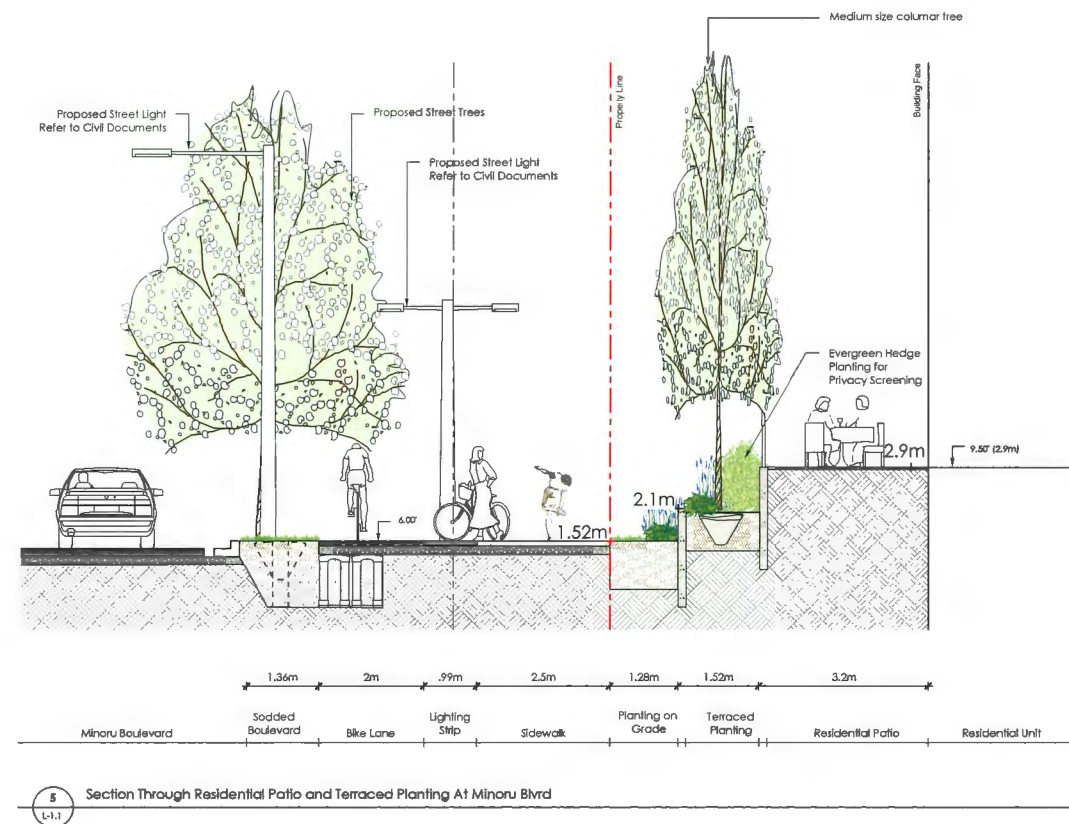 Medium size columar tree
Property Line
Building Face
Proposed Street Light
Refer to Civil Documents
Proposed Street Trees
Proposed Street Light
Refer to Civil Documents
Evergreen Hedge
Planting for
Privacy Screening
2.9m
9.50' (2.9m)
2.1m
6.00'
1.52m
1.36m
2m
.99m
2.5m
1.28m
1.52m
3.2m
Minoru Boulevard
Sodded
Boulevard
Bike Lane
Lighting
Strip
Sidewalk
Planting on
Grade
Terraced
Planting
Residential Patio
Residential Unit
5
L-1.1
Section Through Residential Patio and Terraced Planting At Minoru Blvrd